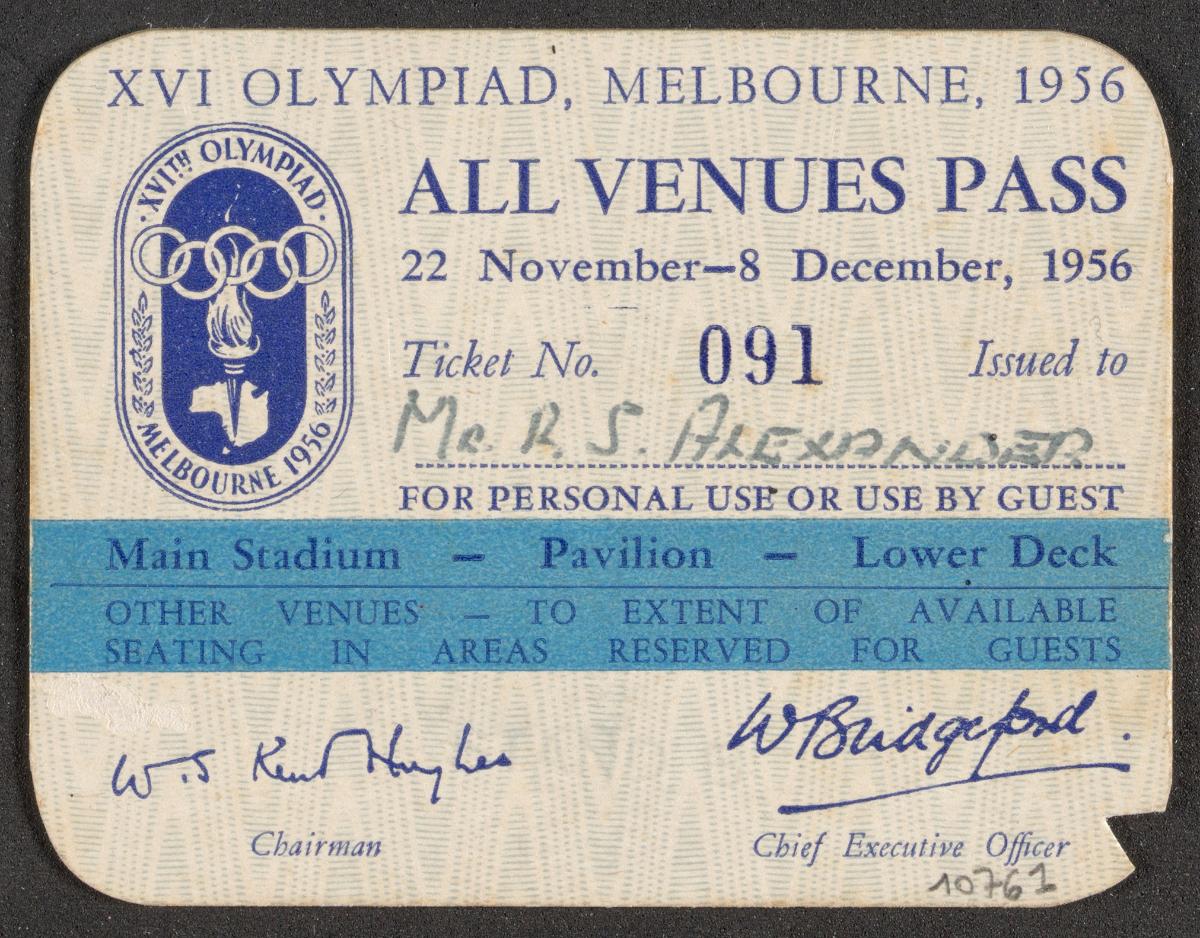 XVI OLYMPIAD, MELBOURNE, 1956
· XVITH OLYMPIAD ·
MELBOURNE 1956
ALL VENUES PASS
22 November–8 December, 1956
Ticket No. 091 Issued to
Mr. R. S. ALEXANDER
FOR PERSONAL USE OR USE BY GUEST
Main Stadium – Pavilion – Lower Deck
OTHER VENUES – TO EXTENT OF AVAILABLE
SEATING IN AREAS RESERVED FOR GUESTS
W. S Kent Hughes
W Bridgeford.
Chairman
Chief Executive Officer
10761